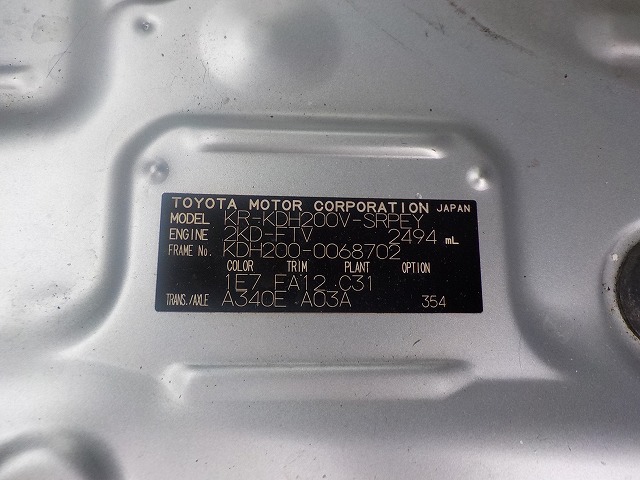 TOYOTA MOTOR CORPORATION JAPAN
MODEL KR-KDH200V-SRPEY
ENGINE 2KD-FTV 2494 mL
FRAME No. KDH200-0068702
COLOR TRIM PLANT OPTION
1E7 EA12 C31
TRANS./AXLE A340E A03A 354